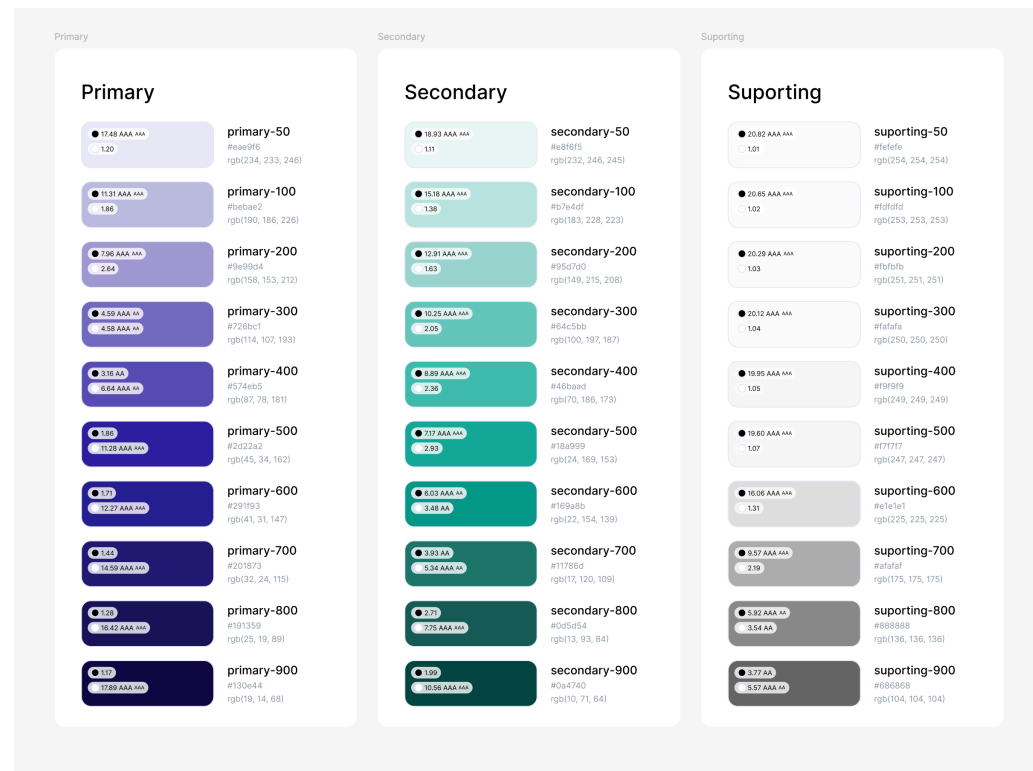 Primary
Secondary
Suporting
Primary
17.48 AAA AAA
1.20
primary-50
#eae9f6
rgb(234, 233, 246)
11.31 AAA AAA
1.86
primary-100
#bebae2
rgb(190, 186, 226)
7.96 AAA AAA
2.64
primary-200
#9e99d4
rgb(158, 153, 212)
4.59 AAA AA
4.58 AAA AA
primary-300
#726bc1
rgb(114, 107, 193)
3.16 AA
6.64 AAA AA
primary-400
#574eb5
rgb(87, 78, 181)
1.86
11.28 AAA AAA
primary-500
#2d22a2
rgb(45, 34, 162)
1.71
12.27 AAA AAA
primary-600
#291f93
rgb(41, 31, 147)
1.44
14.59 AAA AAA
primary-700
#201873
rgb(32, 24, 115)
1.28
16.42 AAA AAA
primary-800
#191359
rgb(25, 19, 89)
1.17
17.89 AAA AAA
primary-900
#130e44
rgb(19, 14, 68)
Secondary
18.93 AAA AAA
1.11
secondary-50
#e8f6f5
rgb(232, 246, 245)
15.18 AAA AAA
1.38
secondary-100
#b7e4df
rgb(183, 228, 223)
12.91 AAA AAA
1.63
secondary-200
#95d7d0
rgb(149, 215, 208)
10.25 AAA AAA
2.05
secondary-300
#64c5bb
rgb(100, 197, 187)
8.89 AAA AAA
2.36
secondary-400
#46baad
rgb(70, 186, 173)
7.17 AAA AAA
2.93
secondary-500
#18a999
rgb(24, 169, 153)
6.03 AAA AA
3.48 AA
secondary-600
#169a8b
rgb(22, 154, 139)
3.93 AA
5.34 AAA AA
secondary-700
#11786d
rgb(17, 120, 109)
2.71
7.75 AAA AAA
secondary-800
#0d5d54
rgb(13, 93, 84)
1.99
10.56 AAA AAA
secondary-900
#0a4740
rgb(10, 71, 64)
Suporting
20.82 AAA AAA
1.01
suporting-50
#fefefe
rgb(254, 254, 254)
20.65 AAA AAA
1.02
suporting-100
#fdfdfd
rgb(253, 253, 253)
20.29 AAA AAA
1.03
suporting-200
#fbfbfb
rgb(251, 251, 251)
20.12 AAA AAA
1.04
suporting-300
#fafafa
rgb(250, 250, 250)
19.95 AAA AAA
1.05
suporting-400
#f9f9f9
rgb(249, 249, 249)
19.60 AAA AAA
1.07
suporting-500
#f7f7f7
rgb(247, 247, 247)
16.06 AAA AAA
1.31
suporting-600
#e1e1e1
rgb(225, 225, 225)
9.57 AAA AAA
2.19
suporting-700
#afafaf
rgb(175, 175, 175)
5.92 AAA AA
3.54 AA
suporting-800
#888888
rgb(136, 136, 136)
3.77 AA
5.57 AAA AA
suporting-900
#686868
rgb(104, 104, 104)